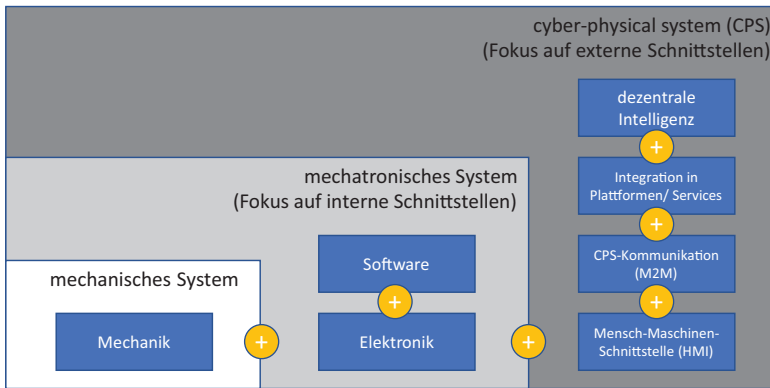 cyber-physical system (CPS)
(Fokus auf externe Schnittstellen)
dezentrale
Intelligenz
+
Integration in
Plattformen/ Services
+
CPS-Kommunikation
(M2M)
+
Mensch-Maschinen-
Schnittstelle (HMI)
mechatronisches System
(Fokus auf interne Schnittstellen)
Software
+
Elektronik
+
mechanisches System
Mechanik
+